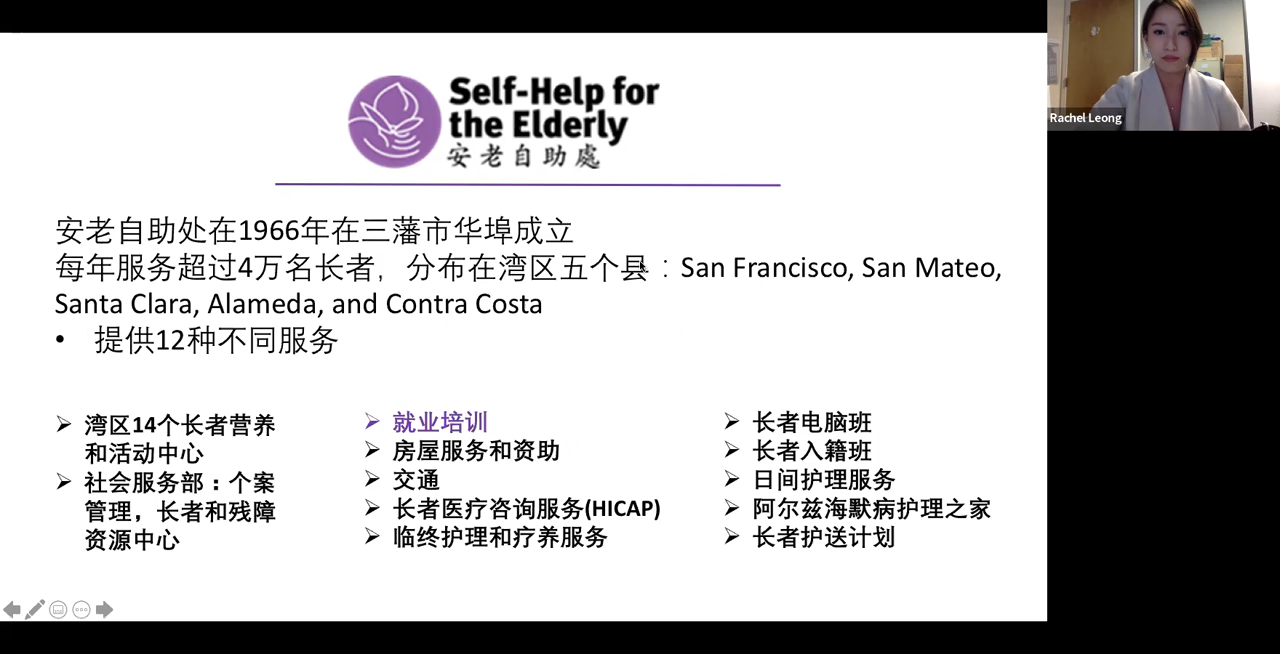 Self-Help for
the Elderly
安老自助處
Rachel Leong
安老自助处在1966年在三藩市华埠成立
每年服务超过4万名长者，分布在湾区五个县：San Francisco, San Mateo,
Santa Clara, Alameda, and Contra Costa
• 提供12种不同服务
➢ 湾区14个长者营养
和活动中心
➢ 社会服务部：个案
管理，长者和残障
资源中心
➢ 就业培训
➢ 房屋服务和资助
➢ 交通
➢ 长者医疗咨询服务(HICAP)
➢ 临终护理和疗养服务
➢ 长者电脑班
➢ 长者入籍班
➢ 日间护理服务
➢ 阿尔兹海默病护理之家
➢ 长者护送计划